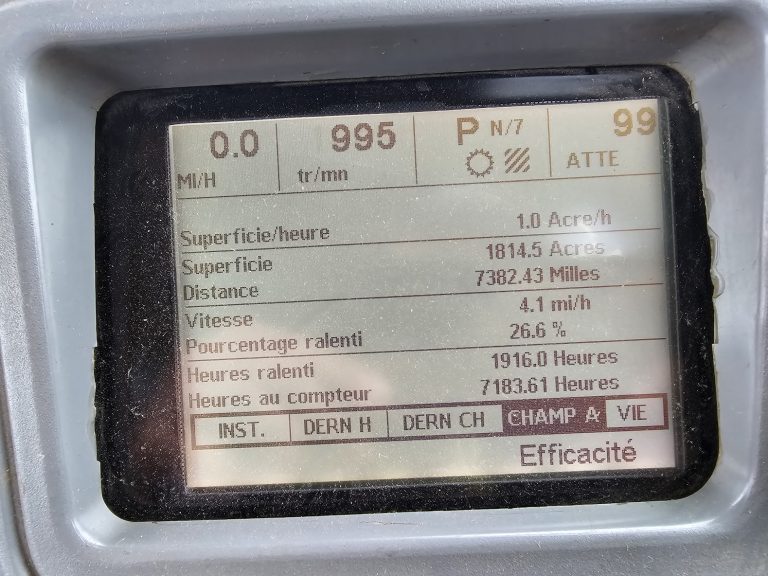 0.0 995 P N/7 99
MI/H tr/mn ATTE
Superficie/heure 1.0 Acre/h
Superficie 1814.5 Acres
Distance 7382.43 Milles
Vitesse 4.1 mi/h
Pourcentage ralenti 26.6 %
Heures ralenti 1916.0 Heures
Heures au compteur 7183.61 Heures
INST. DERN H DERN CH CHAMP A VIE
Efficacité